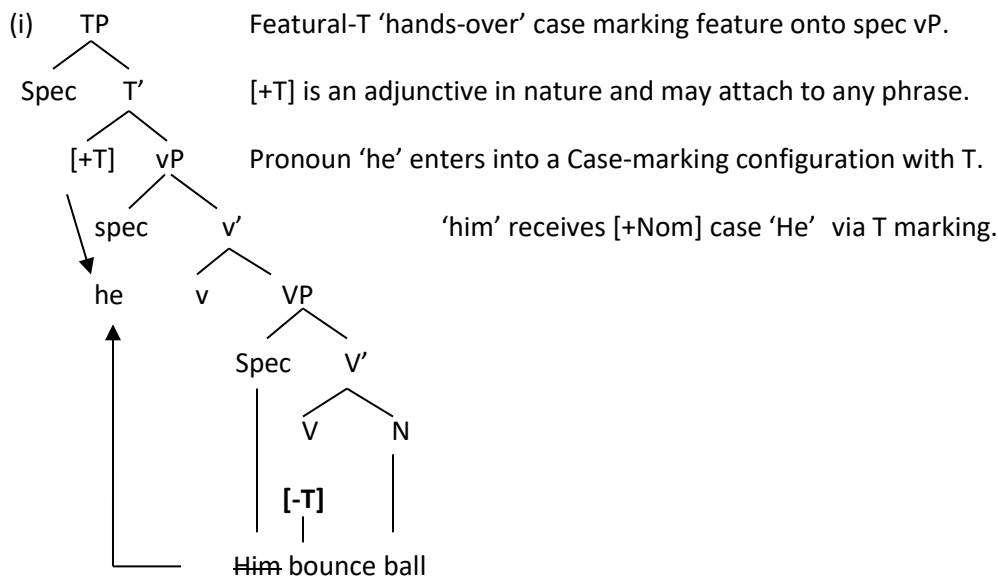 (i) TP Featural-T ‘hands-over’ case marking feature onto spec vP.
Spec T’ [+T] is an adjunctive in nature and may attach to any phrase.
[+T] vP Pronoun ‘he’ enters into a Case-marking configuration with T.
spec v’ ‘him’ receives [+Nom] case ‘He’ via T marking.
he v VP
Spec V’
V N
[-T]
Him bounce ball